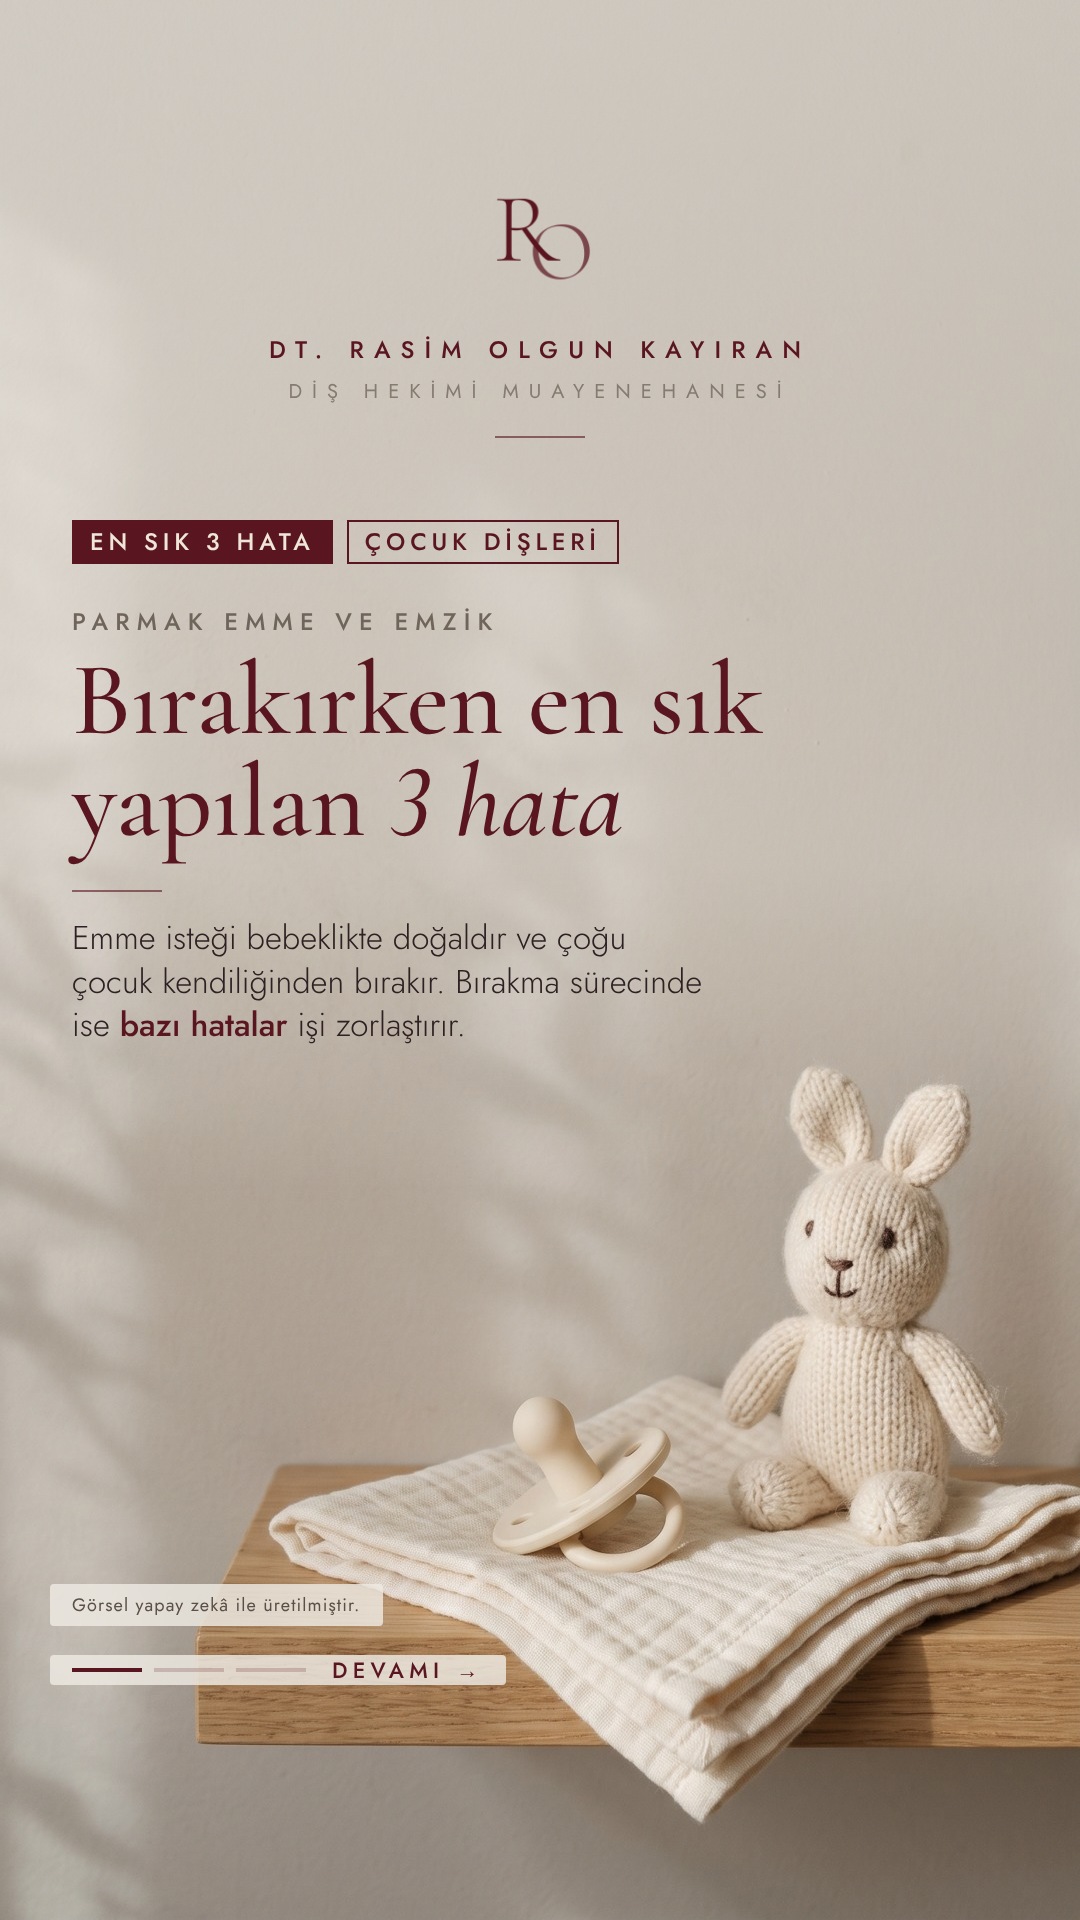 RO
DT. RASİM OLGUN KAYIRAN
DİŞ HEKİMİ MUAYENEHANESİ
EN SIK 3 HATA
ÇOCUK DİŞLERİ
PARMAK EMME VE EMZİK
Bırakırken en sık
yapılan 3 hata
Emme isteği bebeklikte doğaldır ve çoğu
çocuk kendiliğinden bırakır. Bırakma sürecinde
ise bazı hatalar işi zorlaştırır.
Görsel yapay zekâ ile üretilmiştir.
DEVAMI →